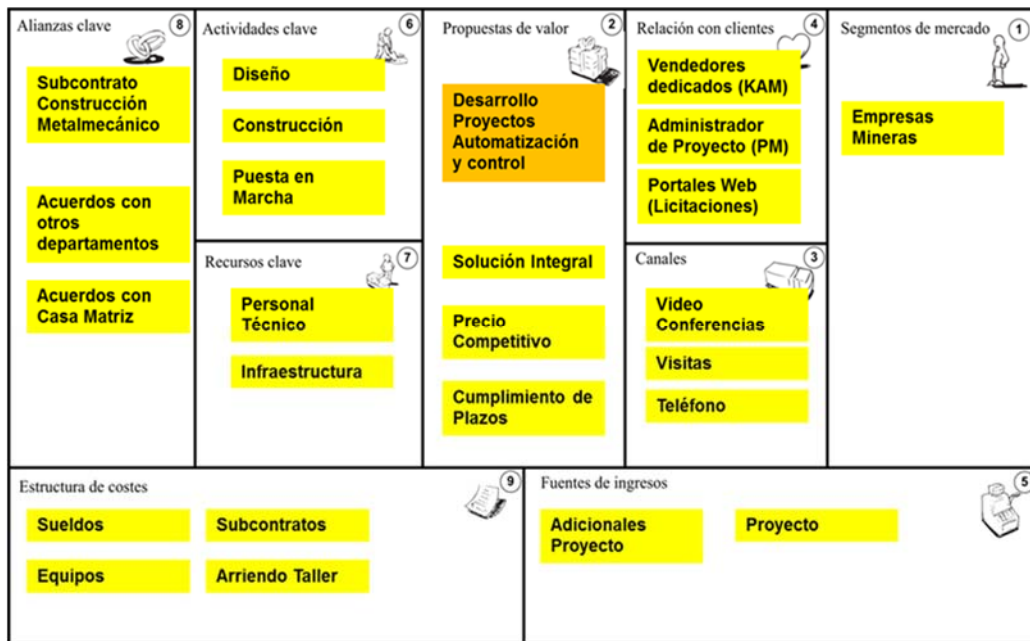 Alianzas clave
8
Subcontrato
Construcción
Metalmecánico
Acuerdos con
otros
departamentos
Acuerdos con
Casa Matriz
Actividades clave
6
Diseño
Construcción
Puesta en
Marcha
Recursos clave
7
Personal
Técnico
Infraestructura
Propuestas de valor
2
Desarrollo
Proyectos
Automatización
y control
Solución Integral
Precio
Competitivo
Cumplimiento de
Plazos
Relación con clientes
4
Vendedores
dedicados (KAM)
Administrador
de Proyecto (PM)
Portales Web
(Licitaciones)
Canales
3
Video
Conferencias
Visitas
Teléfono
Segmentos de mercado
1
Empresas
Mineras
Estructura de costes
9
Sueldos
Subcontratos
Equipos
Arriendo Taller
Fuentes de ingresos
5
Adicionales
Proyecto
Proyecto